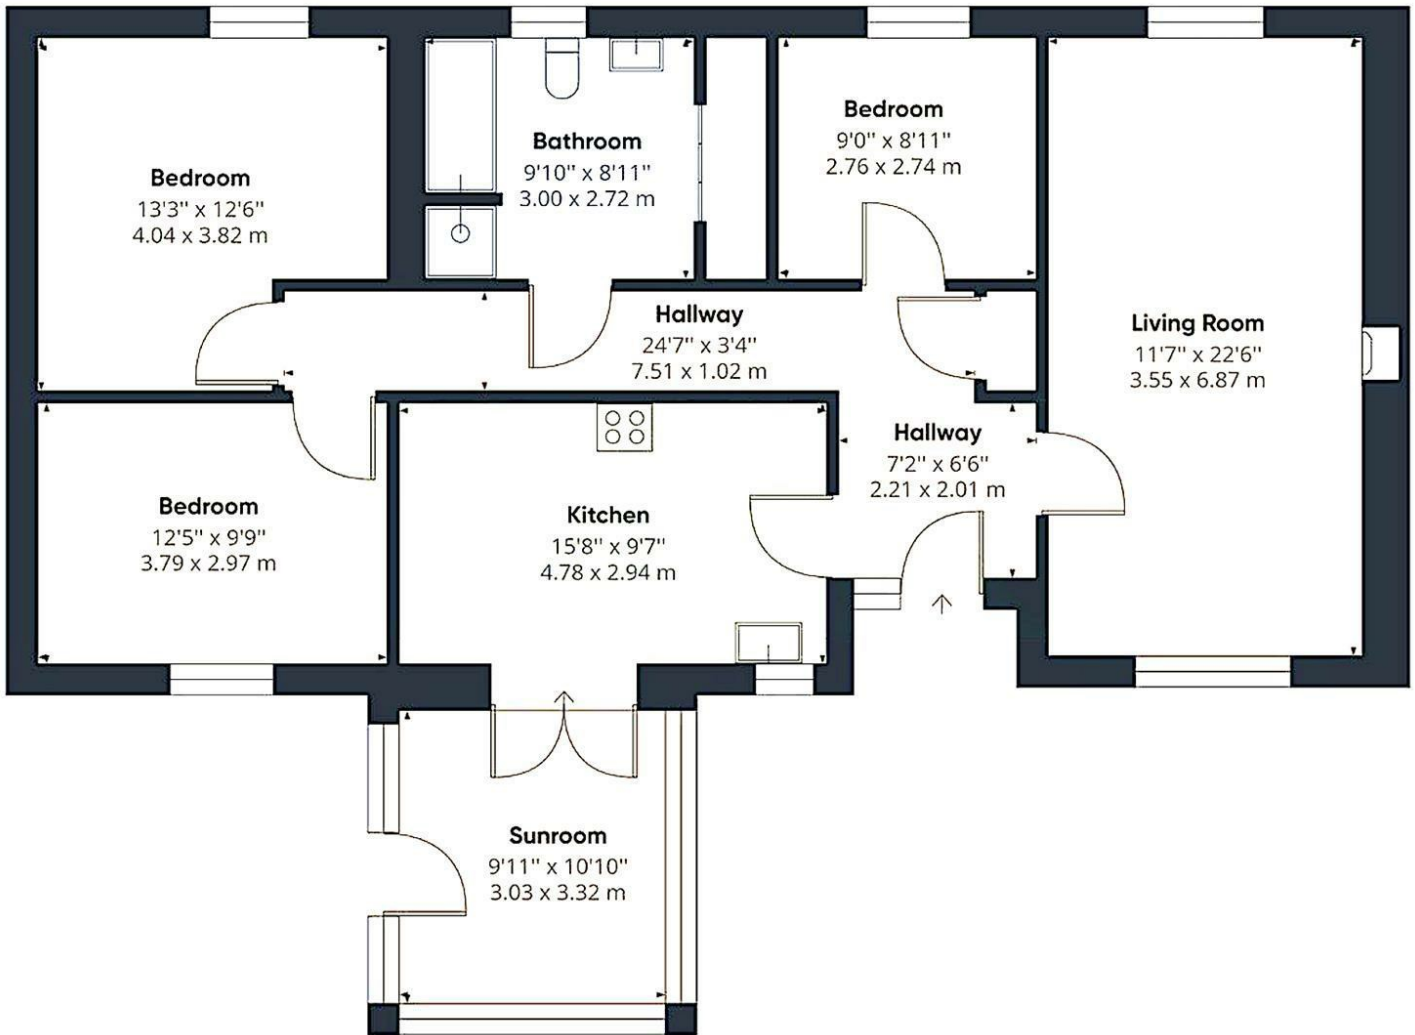 Bedroom
13'3" x 12'6"
4.04 x 3.82 m
Bathroom
9'10" x 8'11"
3.00 x 2.72 m
Bedroom
9'0" x 8'11"
2.76 x 2.74 m
Hallway
24'7" x 3'4"
7.51 x 1.02 m
Living Room
11'7" x 22'6"
3.55 x 6.87 m
Hallway
7'2" x 6'6"
2.21 x 2.01 m
Bedroom
12'5" x 9'9"
3.79 x 2.97 m
Kitchen
15'8" x 9'7"
4.78 x 2.94 m
Sunroom
9'11" x 10'10"
3.03 x 3.32 m